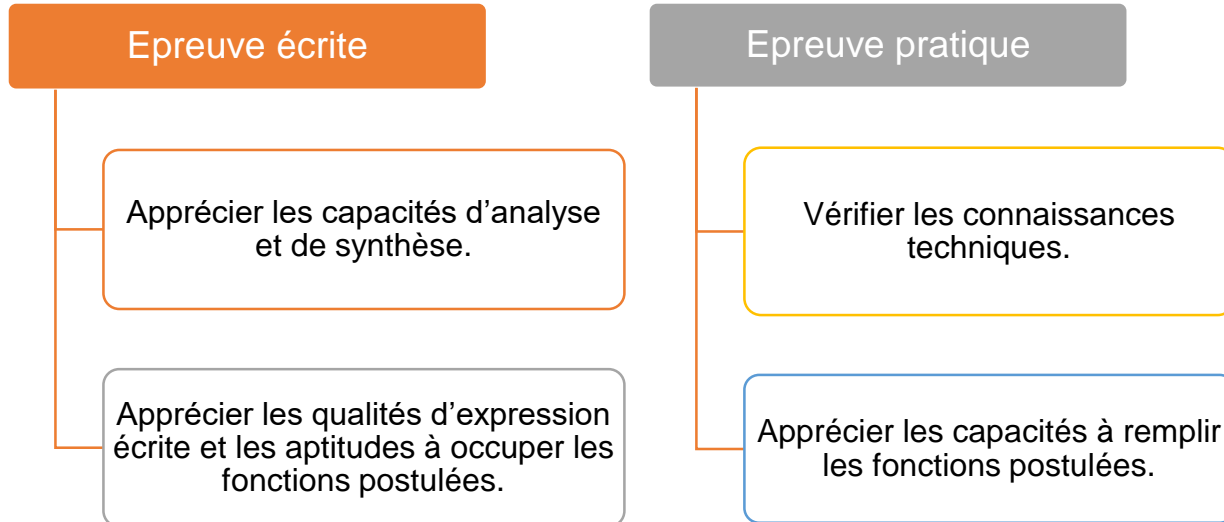 Epreuve écrite
Apprécier les capacités d’analyse
et de synthèse.
Apprécier les qualités d’expression
écrite et les aptitudes à occuper les
fonctions postulées.
Epreuve pratique
Vérifier les connaissances
techniques.
Apprécier les capacités à remplir
les fonctions postulées.